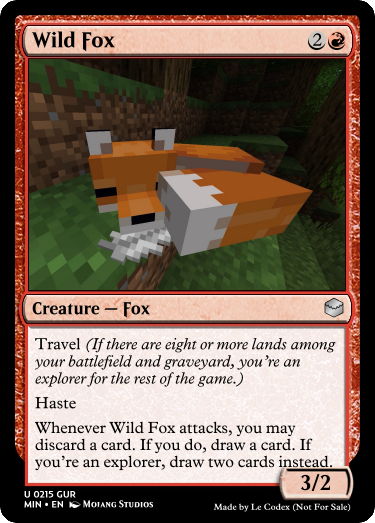 Wild Fox 2
Creature — Fox
Travel (If there are eight or more lands among
your battlefield and graveyard, you're an
explorer for the rest of the game.)
Haste
Whenever Wild Fox attacks, you may
discard a card. If you do, draw a card. If
you're an explorer, draw two cards instead.
3/2
U 0215 GUR
MIN • EN Mojang Studios
Made by Le Codex (Not For Sale)